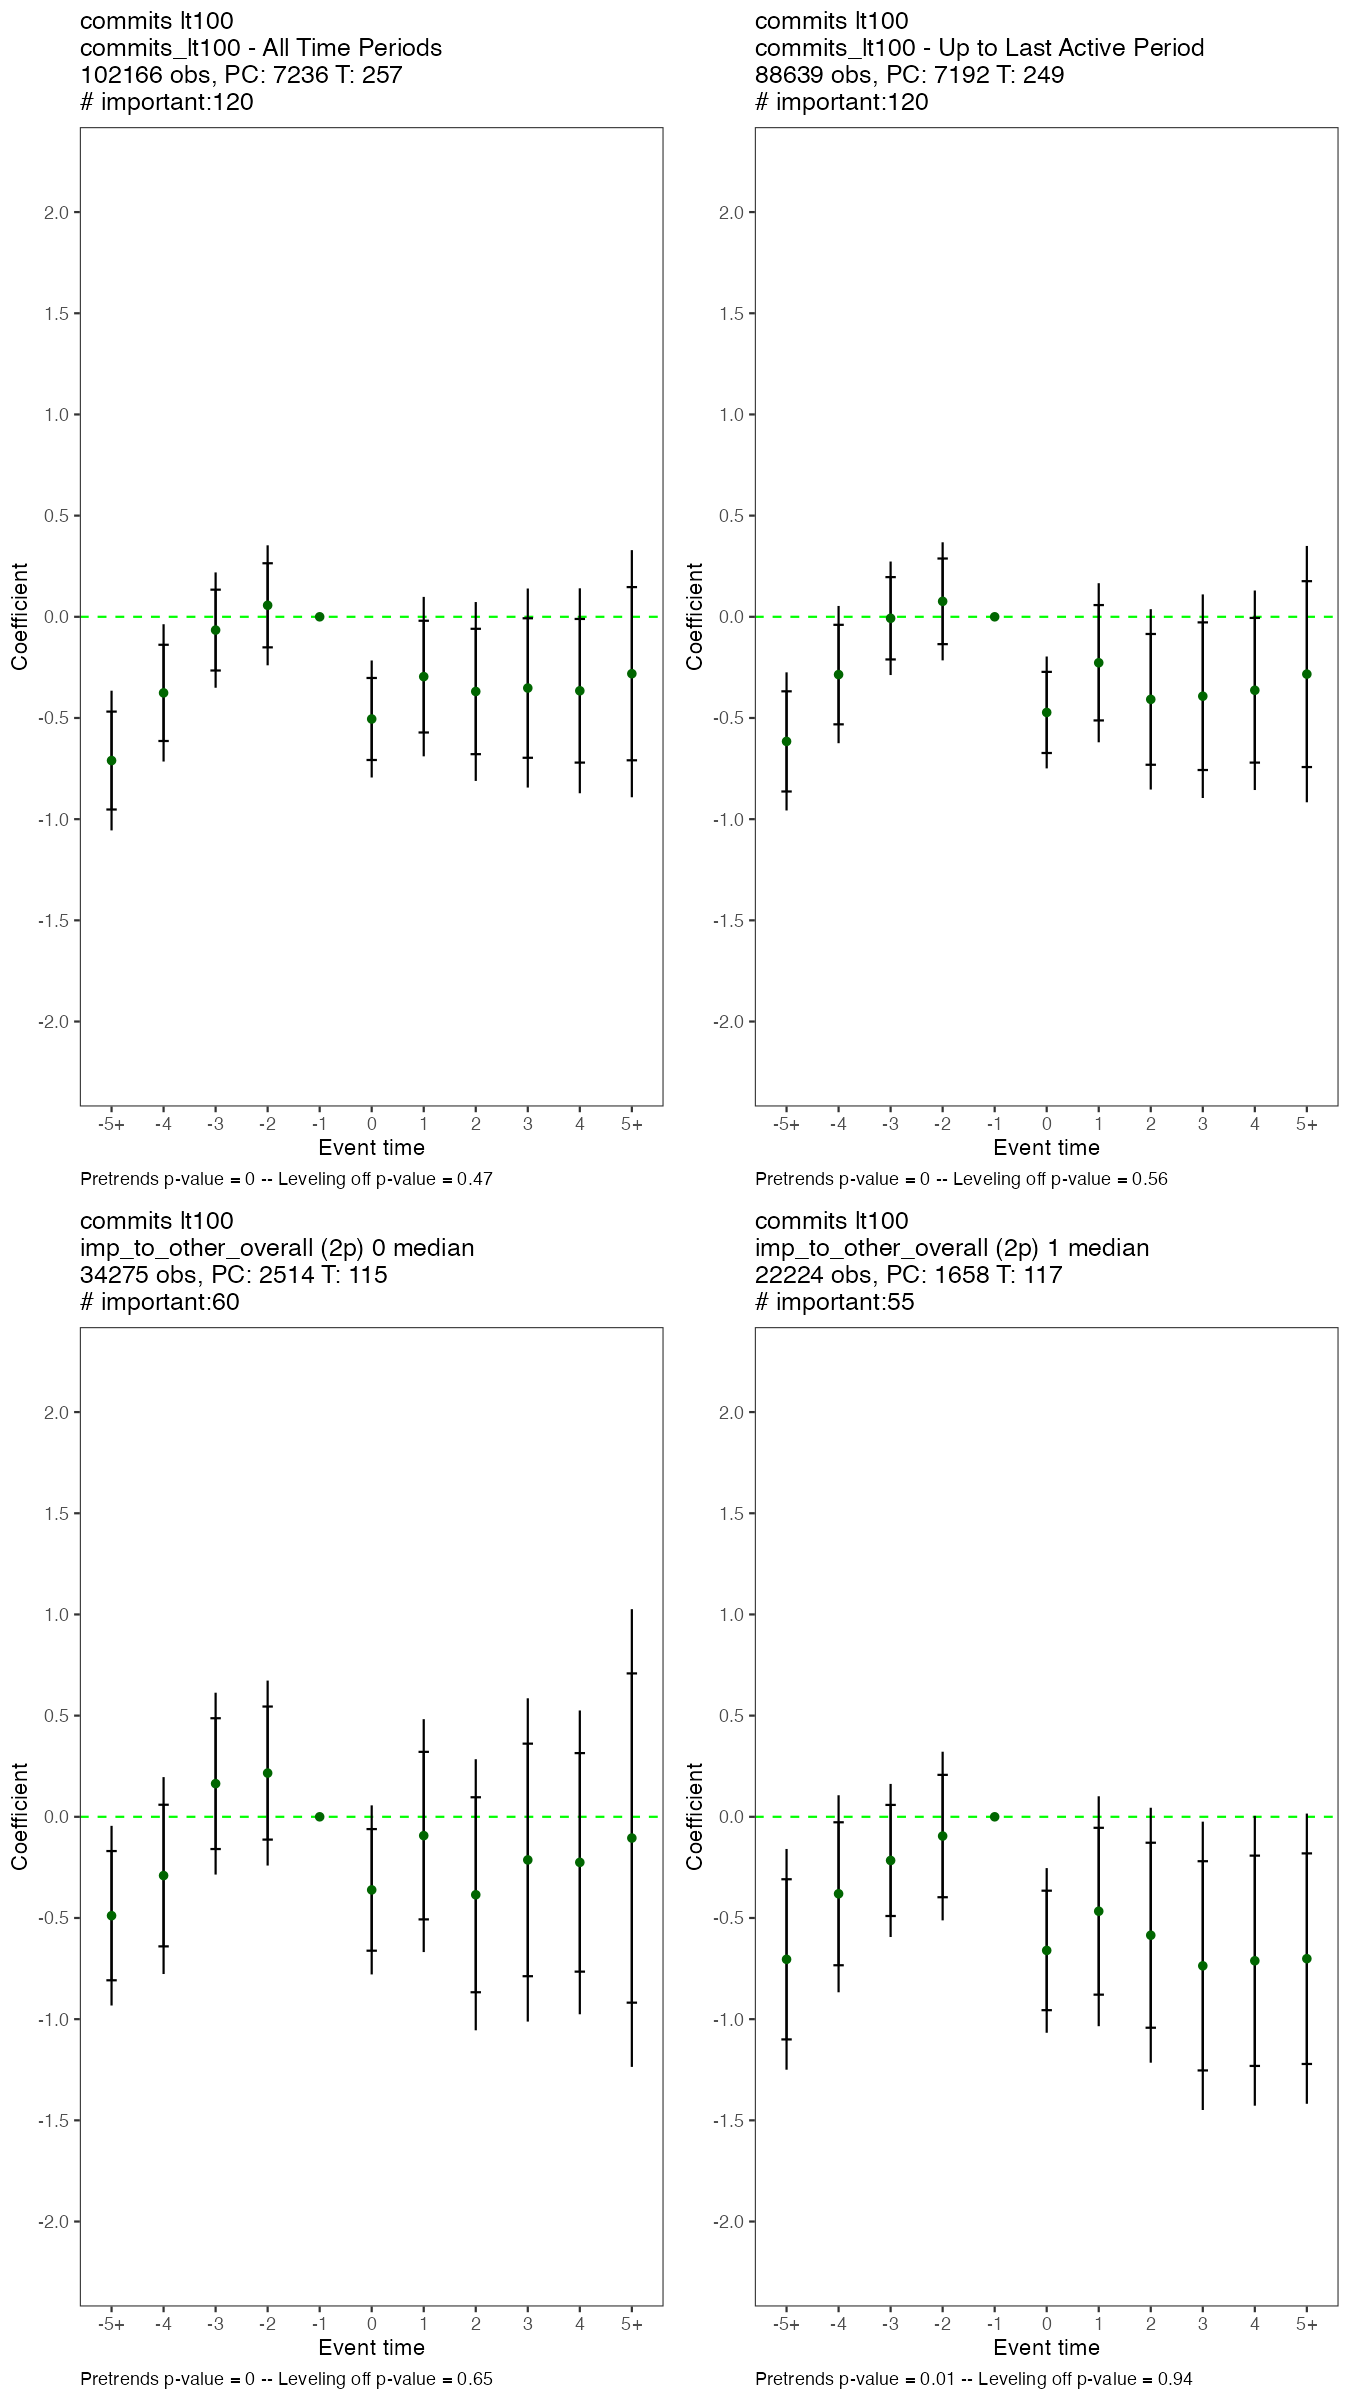 commits lt100
commits_lt100 - All Time Periods
102166 obs, PC: 7236 T: 257
# important:120
Coefficient
2.0
1.5
1.0
0.5
0.0
-0.5
-1.0
-1.5
-2.0
-5+ -4 -3 -2 -1 0 1 2 3 4 5+
Event time
Pretrends p-value = 0 -- Leveling off p-value = 0.47
commits lt100
commits_lt100 - Up to Last Active Period
88639 obs, PC: 7192 T: 249
# important:120
Coefficient
2.0
1.5
1.0
0.5
0.0
-0.5
-1.0
-1.5
-2.0
-5+ -4 -3 -2 -1 0 1 2 3 4 5+
Event time
Pretrends p-value = 0 -- Leveling off p-value = 0.56
commits lt100
imp_to_other_overall (2p) 0 median
34275 obs, PC: 2514 T: 115
# important:60
Coefficient
2.0
1.5
1.0
0.5
0.0
-0.5
-1.0
-1.5
-2.0
-5+ -4 -3 -2 -1 0 1 2 3 4 5+
Event time
Pretrends p-value = 0 -- Leveling off p-value = 0.65
commits lt100
imp_to_other_overall (2p) 1 median
22224 obs, PC: 1658 T: 117
# important:55
Coefficient
2.0
1.5
1.0
0.5
0.0
-0.5
-1.0
-1.5
-2.0
-5+ -4 -3 -2 -1 0 1 2 3 4 5+
Event time
Pretrends p-value = 0.01 -- Leveling off p-value = 0.94